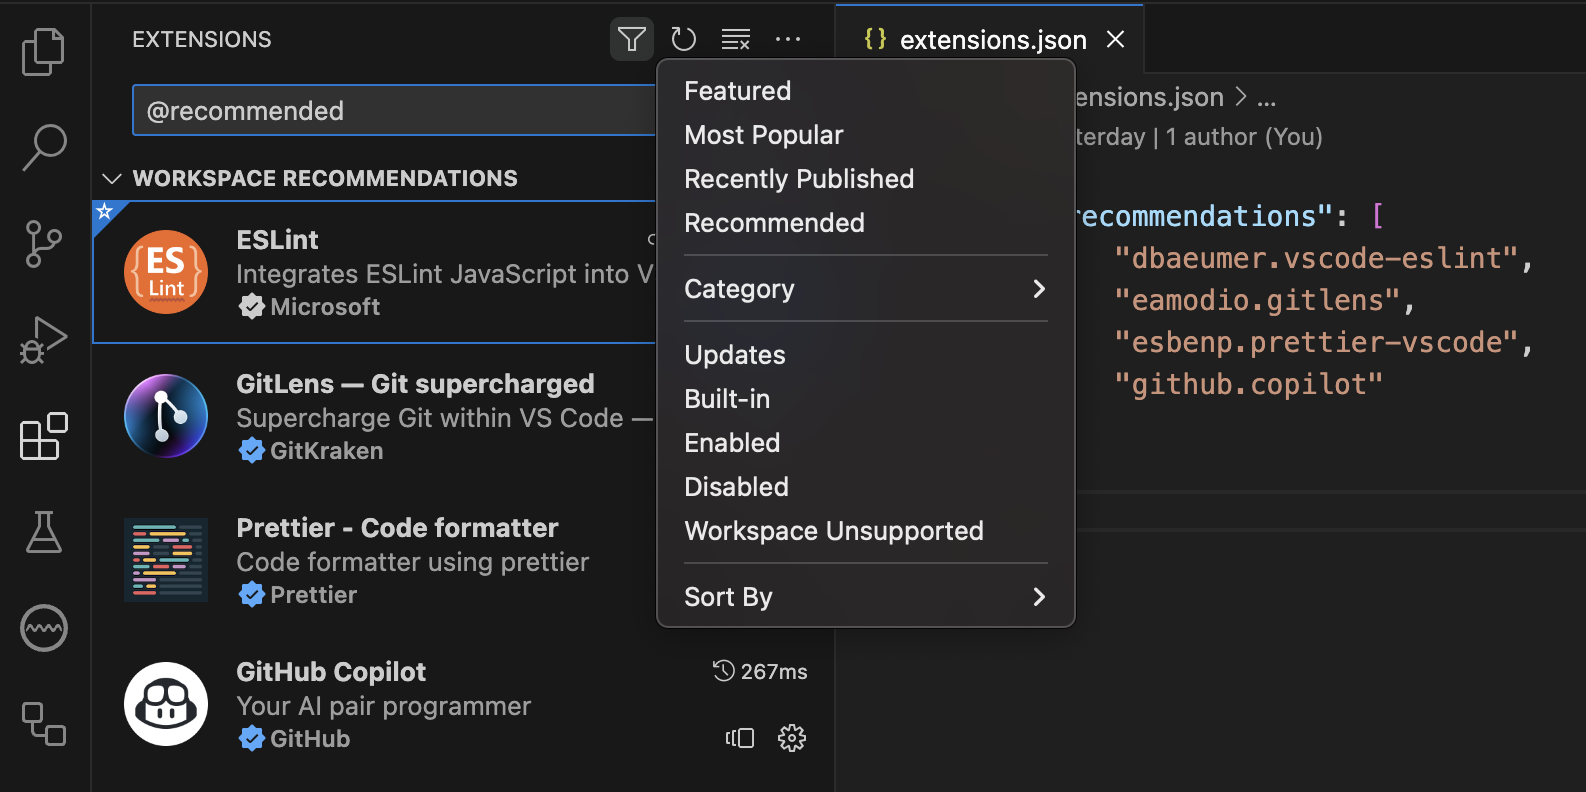 EXTENSIONS
@recommended
WORKSPACE RECOMMENDATIONS
ES
Lint
ESLint
Integrates ESLint JavaScript into V
Microsoft
GitLens — Git supercharged
Supercharge Git within VS Code —
GitKraken
Prettier - Code formatter
Code formatter using prettier
Prettier
GitHub Copilot
267ms
Your AI pair programmer
GitHub
Featured
Most Popular
Recently Published
Recommended
Category
Updates
Built-in
Enabled
Disabled
Workspace Unsupported
Sort By
{} extensions.json
ensions.json > ...
terday | 1 author (You)
recommendations": [
"dbaeumer.vscode-eslint",
"eamodio.gitlens",
"esbenp.prettier-vscode",
"github.copilot"